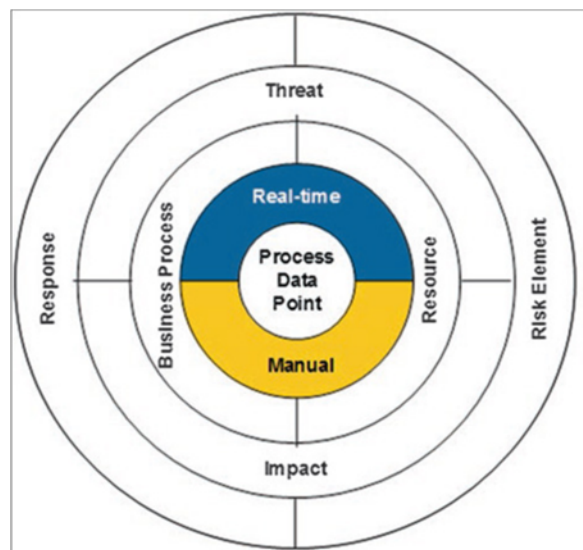 Threat
Real-time
Process
Data
Point
Manual
Impact
Response
Business Process
Resource
Risk Element